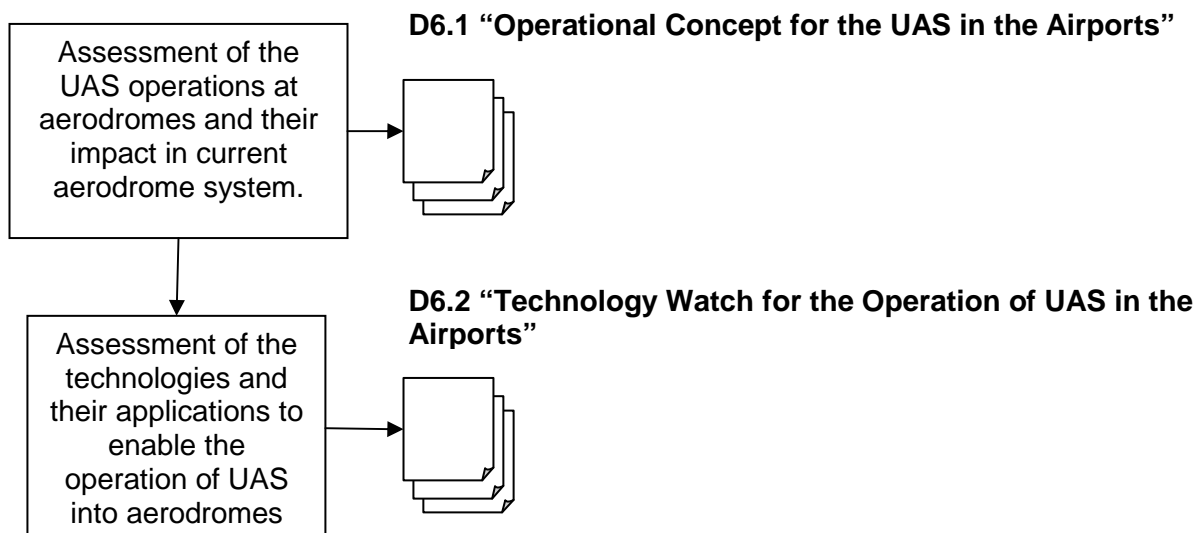 D6.1 “Operational Concept for the UAS in the Airports”
Assessment of the
UAS operations at
aerodromes and their
impact in current
aerodrome system.
D6.2 “Technology Watch for the Operation of UAS in the
Airports”
Assessment of the
technologies and
their applications to
enable the
operation of UAS
into aerodromes